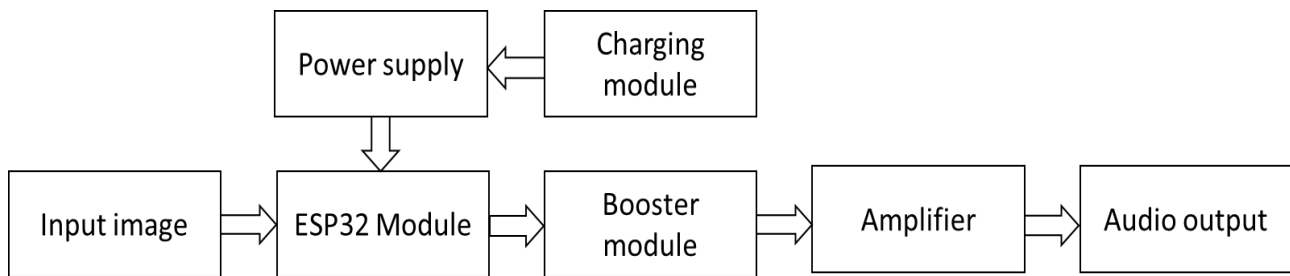 Power supply
Charging
module
Input image
ESP32 Module
Booster
module
Amplifier
Audio output